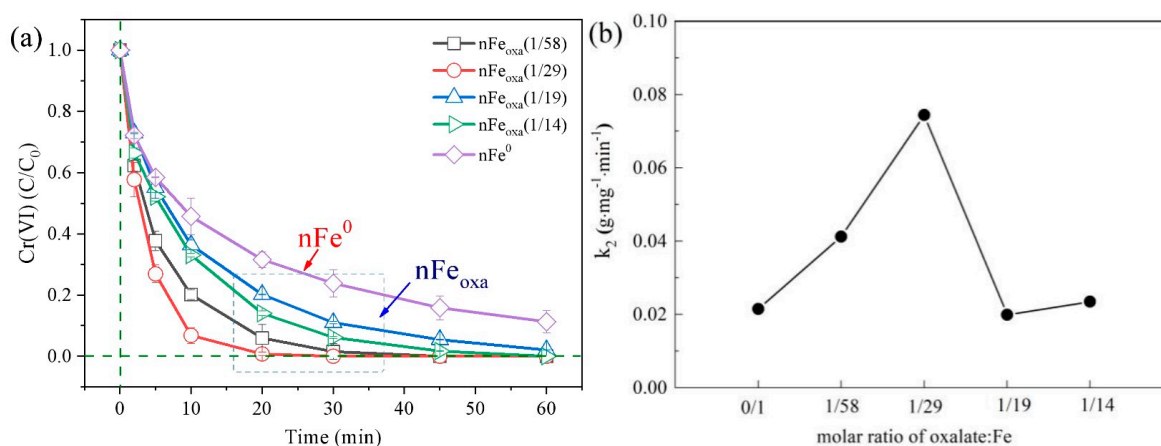 (a)
1.0
0.8
0.6
0.4
0.2
0.0
Cr(VI) (C/C₀)
0
10
20
30
40
50
60
Time (min)
nFeₒₓₐ(1/58)
nFeₒₓₐ(1/29)
nFeₒₓₐ(1/19)
nFeₒₓₐ(1/14)
nFe⁰
nFe⁰
nFeₒₓₐ
(b)
0.10
0.08
0.06
0.04
0.02
0.00
k₂ (g·mg⁻¹·min⁻¹)
0/1
1/58
1/29
1/19
1/14
molar ratio of oxalate:Fe